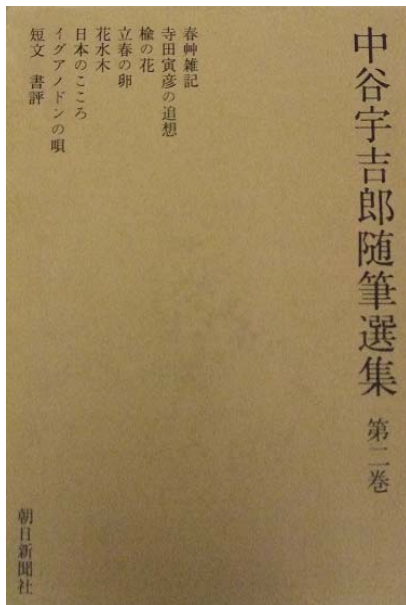 中谷宇吉郎随筆選集 第二巻
春艸雑記
寺田寅彦の追想
楡の花
立春の卵
花水木
日本のこころ
イグアノドンの唄
短文 書評
朝日新聞社